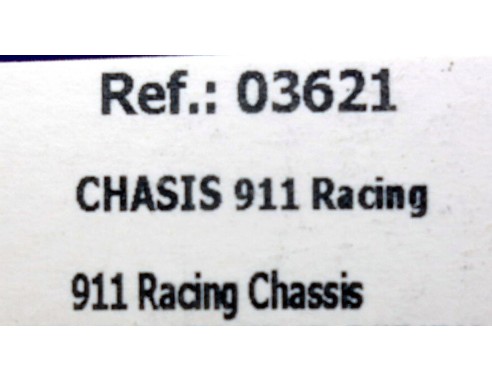 Ref.: 03621
CHASIS 911 Racing
911 Racing Chassis